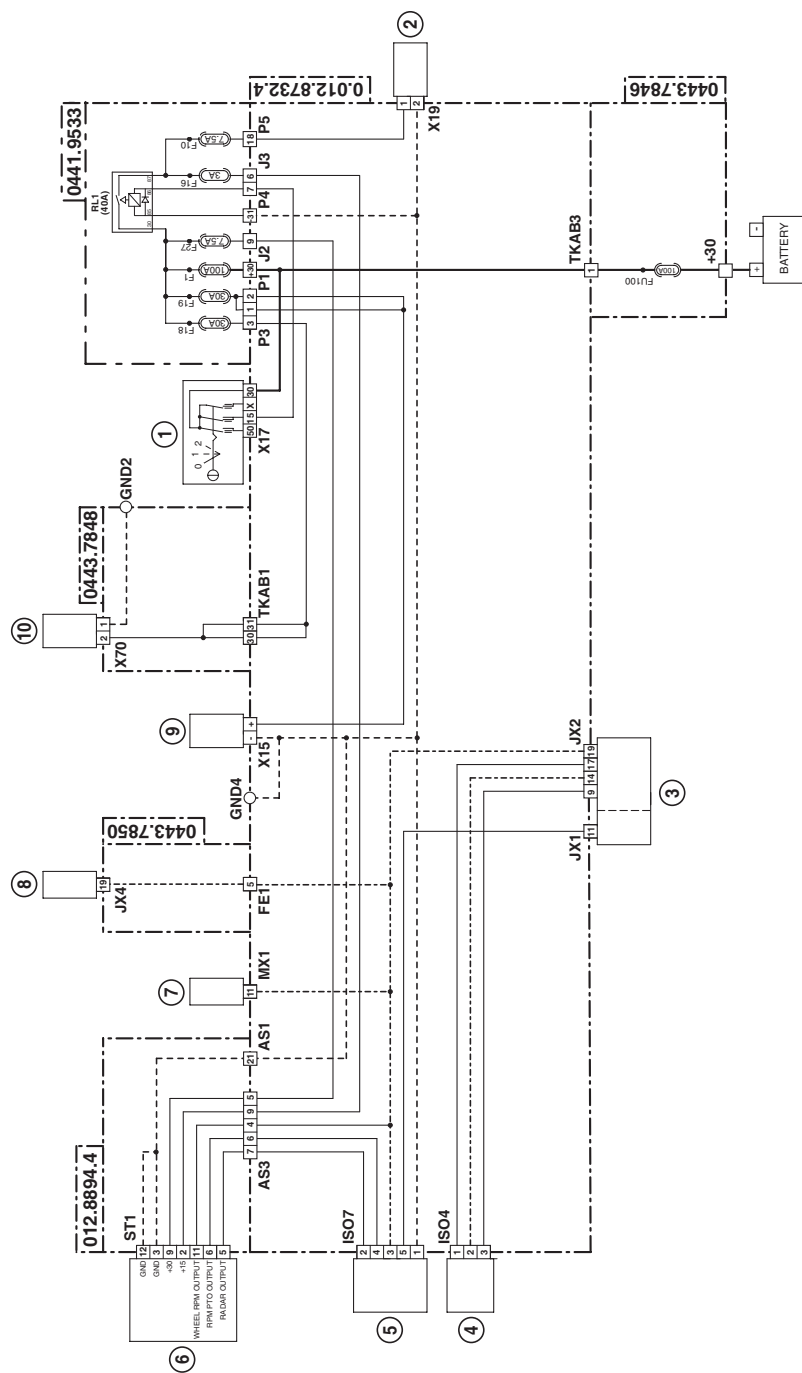 012.8894.4
ST1
12 GND
3 GND
9 +30
2 +15
11 WHEEL RPM OUTPUT
6 RPM PTO OUTPUT
5 RADAR OUTPUT
6
AS3
7
6
4
9
5
AS1
21
7
MX1
11
8
JX4
19
0443.7850
FE1
5
GND4
9
X15
-
+
10
X70
2
1
0443.7848
GND2
TKAB1
30
31
1
0
1
2
X17
50
15
X
30
0441.9533
RL1
(40A)
30
85
86
87
F18
30A
F19
30A
F1
100A
F27
7.5A
F16
3A
F10
7.5A
P3
3
1
2
P1
+30
J2
9
P4
31
7
J3
6
P5
18
0.012.8732.4
2
X19
1
2
ISO7
2
4
3
5
1
5
ISO4
1
2
3
4
JX1
11
JX2
9
14
17
19
3
TKAB3
1
0443.7846
FU100
100A
+30
+
-
BATTERY